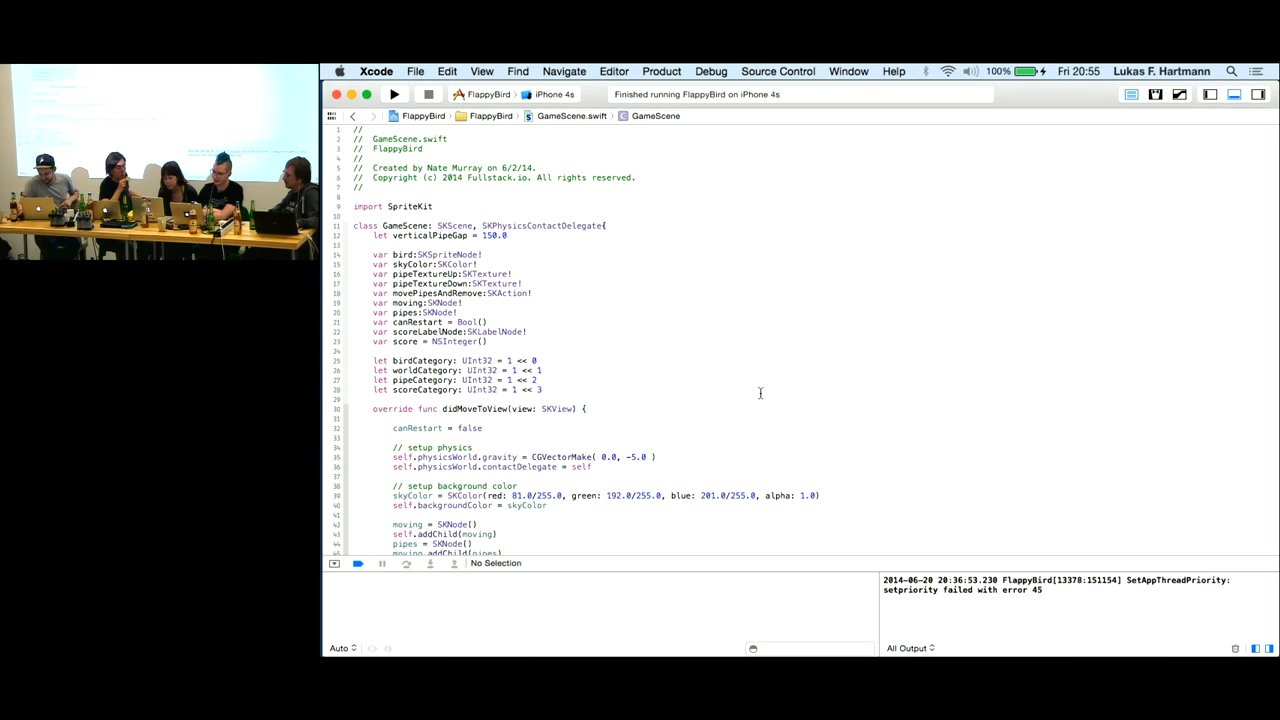 Xcode File Edit View Find Navigate Editor Product Debug Source Control Window Help 100% Fri 20:55 Lukas F. Hartmann
FlappyBird iPhone 4s Finished running FlappyBird on iPhone 4s
FlappyBird FlappyBird GameScene.swift C GameScene
1 //
2 // GameScene.swift
3 // FlappyBird
4 //
5 // Created by Nate Murray on 6/2/14.
6 // Copyright (c) 2014 Fullstack.io. All rights reserved.
7 //
8
9 import SpriteKit
10
11 class GameScene: SKScene, SKPhysicsContactDelegate{
12 let verticalPipeGap = 150.0
13
14 var bird:SKSpriteNode!
15 var skyColor:SKColor!
16 var pipeTextureUp:SKTexture!
17 var pipeTextureDown:SKTexture!
18 var movePipesAndRemove:SKAction!
19 var moving:SKNode!
20 var pipes:SKNode!
21 var canRestart = Bool()
22 var scoreLabelNode:SKLabelNode!
23 var score = NSInteger()
24
25 let birdCategory: UInt32 = 1 << 0
26 let worldCategory: UInt32 = 1 << 1
27 let pipeCategory: UInt32 = 1 << 2
28 let scoreCategory: UInt32 = 1 << 3
29
30 override func didMoveToView(view: SKView) {
31
32 canRestart = false
33
34 // setup physics
35 self.physicsWorld.gravity = CGVectorMake( 0.0, -5.0 )
36 self.physicsWorld.contactDelegate = self
37
38 // setup background color
39 skyColor = SKColor(red: 81.0/255.0, green: 192.0/255.0, blue: 201.0/255.0, alpha: 1.0)
40 self.backgroundColor = skyColor
41
42 moving = SKNode()
43 self.addChild(moving)
44 pipes = SKNode()
45 moving.addChild(pipes)
No Selection
2014-06-20 20:36:53.230 FlappyBird[13378:151154] SetAppThreadPriority:
setpriority failed with error 45
Auto All Output